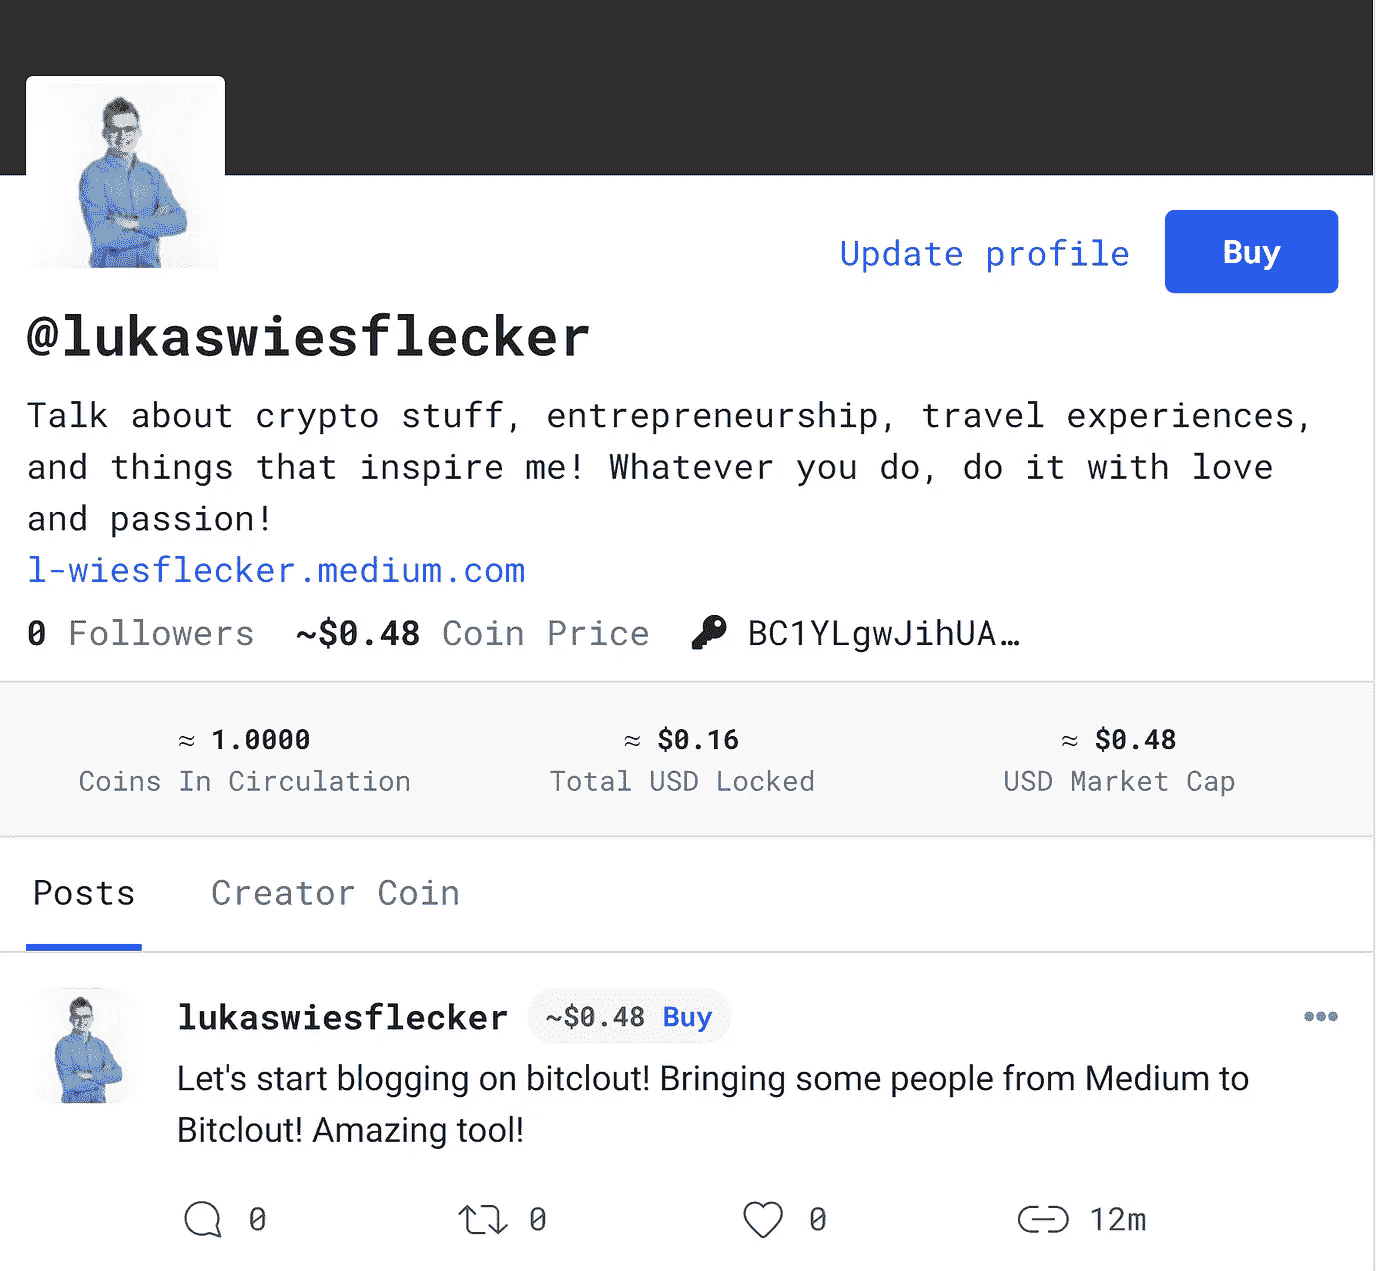 Update profile
Buy
@lukaswiesflecker
Talk about crypto stuff, entrepreneurship, travel experiences,
and things that inspire me! Whatever you do, do it with love
and passion!
l-wiesflecker.medium.com
0 Followers ~$0.48 Coin Price BC1YLgwJihUA…
≈ 1.0000 ≈ $0.16 ≈ $0.48
Coins In Circulation Total USD Locked USD Market Cap
Posts Creator Coin
lukaswiesflecker ~$0.48 Buy
Let's start blogging on bitclout! Bringing some people from Medium to
Bitclout! Amazing tool!
0 0 0 12m